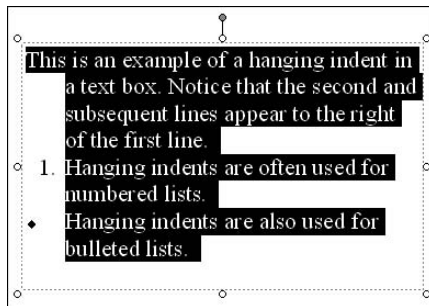 This is an example of a hanging indent in
a text box. Notice that the second and
subsequent lines appear to the right
of the first line.
1. Hanging indents are often used for
numbered lists.
◆ Hanging indents are also used for
bulleted lists.